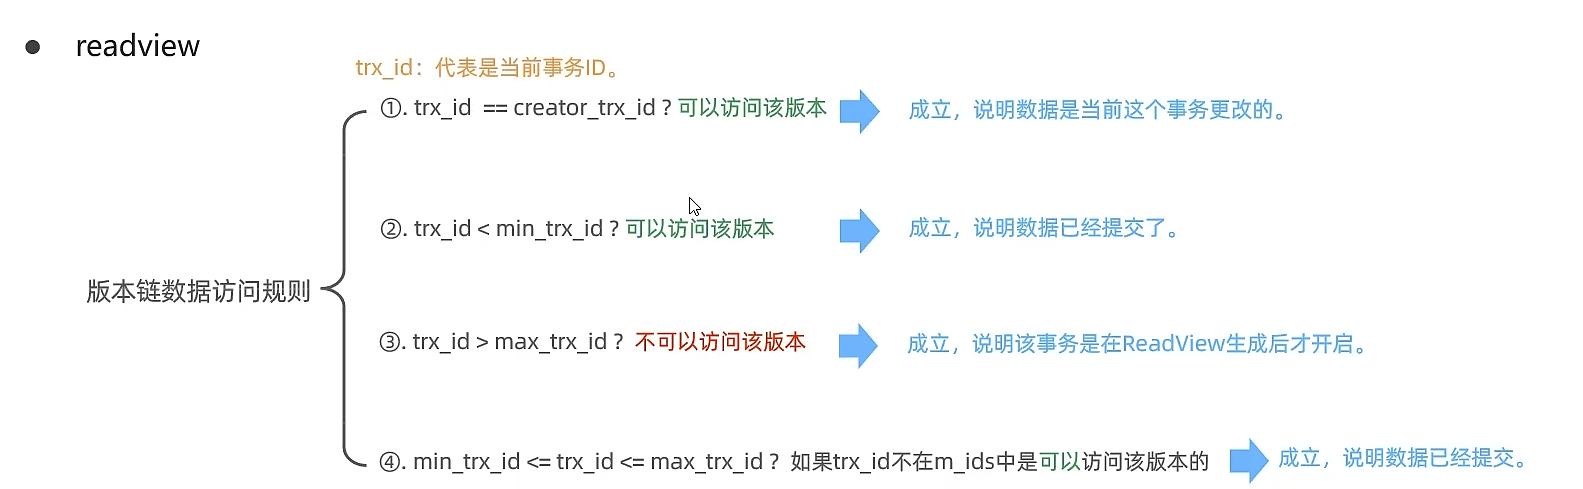 ● readview
trx_id：代表是当前事务ID。
①. trx_id == creator_trx_id ? 可以访问该版本 成立，说明数据是当前这个事务更改的。
②. trx_id < min_trx_id ? 可以访问该版本 成立，说明数据已经提交了。
版本链数据访问规则
③. trx_id > max_trx_id ? 不可以访问该版本 成立，说明该事务是在ReadView生成后才开启。
④. min_trx_id <= trx_id <= max_trx_id ? 如果trx_id不在m_ids中是可以访问该版本的 成立，说明数据已经提交。